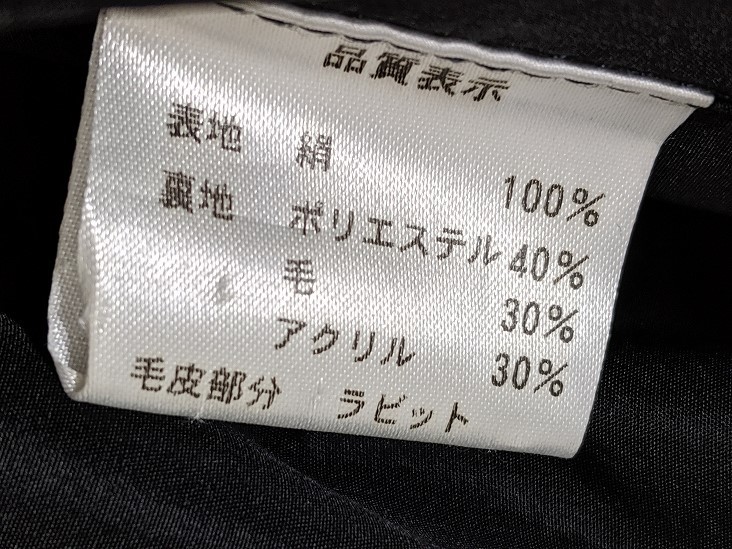 品質表示
表地 絹 100%
裏地 ポリエステル 40%
毛 30%
アクリル 30%
毛皮部分 ラビット